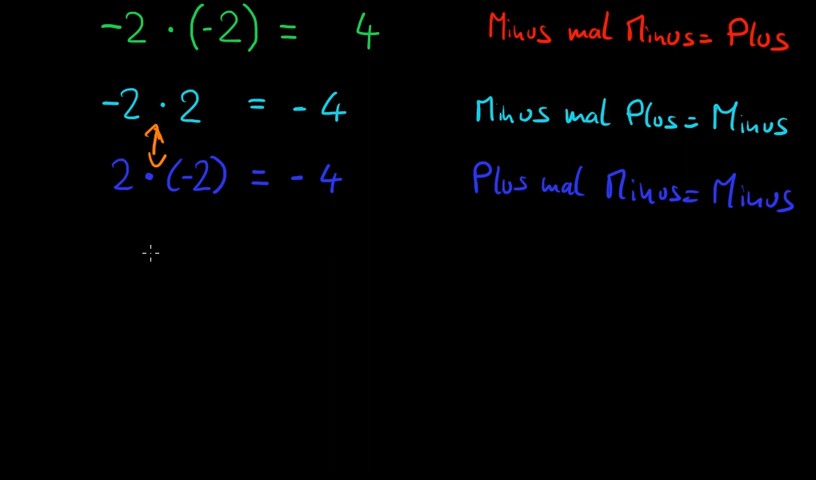 -2 · (-2) = 4 Minus mal Minus = Plus
-2 · 2 = - 4 Minus mal Plus = Minus
2 · (-2) = - 4 Plus mal Minus = Minus